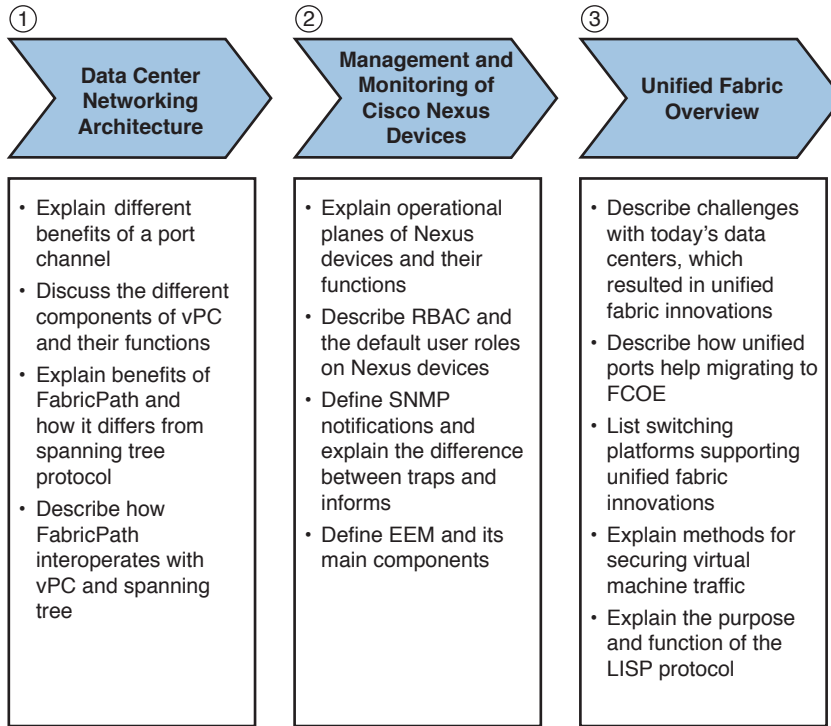 ①
Data Center
Networking
Architecture
• Explain different
benefits of a port
channel
• Discuss the different
components of vPC
and their functions
• Explain benefits of
FabricPath and
how it differs from
spanning tree
protocol
• Describe how
FabricPath
interoperates with
vPC and spanning
tree
②
Management and
Monitoring of
Cisco Nexus
Devices
• Explain operational
planes of Nexus
devices and their
functions
• Describe RBAC and
the default user roles
on Nexus devices
• Define SNMP
notifications and
explain the difference
between traps and
informs
• Define EEM and its
main components
③
Unified Fabric
Overview
• Describe challenges
with today's data
centers, which
resulted in unified
fabric innovations
• Describe how unified
ports help migrating to
FCOE
• List switching
platforms supporting
unified fabric
innovations
• Explain methods for
securing virtual
machine traffic
• Explain the purpose
and function of the
LISP protocol